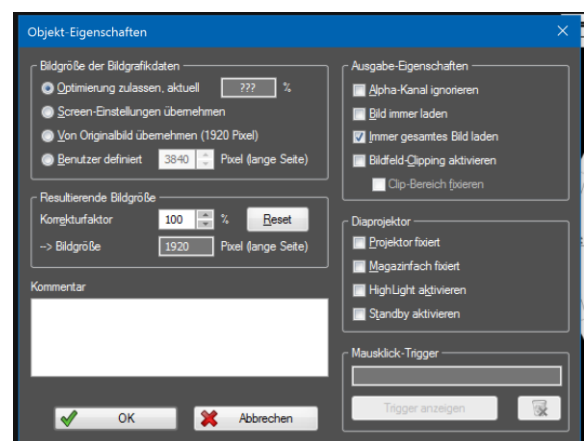 Objekt-Eigenschaften
Bildgröße der Bildgrafikdaten
Optimierung zulassen, aktuell ??? %
Screen-Einstellungen übernehmen
Von Originalbild übernehmen (1920 Pixel)
Benutzer definiert 3840 Pixel (lange Seite)
Resultierende Bildgröße
Korrekturfaktor 100 % Reset
--> Bildgröße 1920 Pixel (lange Seite)
Kommentar
OK Abbrechen
Ausgabe-Eigenschaften
Alpha-Kanal ignorieren
Bild immer laden
Immer gesamtes Bild laden
Bildfeld-Clipping aktivieren
Clip-Bereich fixieren
Diaprojektor
Projektor fixiert
Magazinfach fixiert
HighLight aktivieren
Standby aktivieren
Mausklick-Trigger
Trigger anzeigen